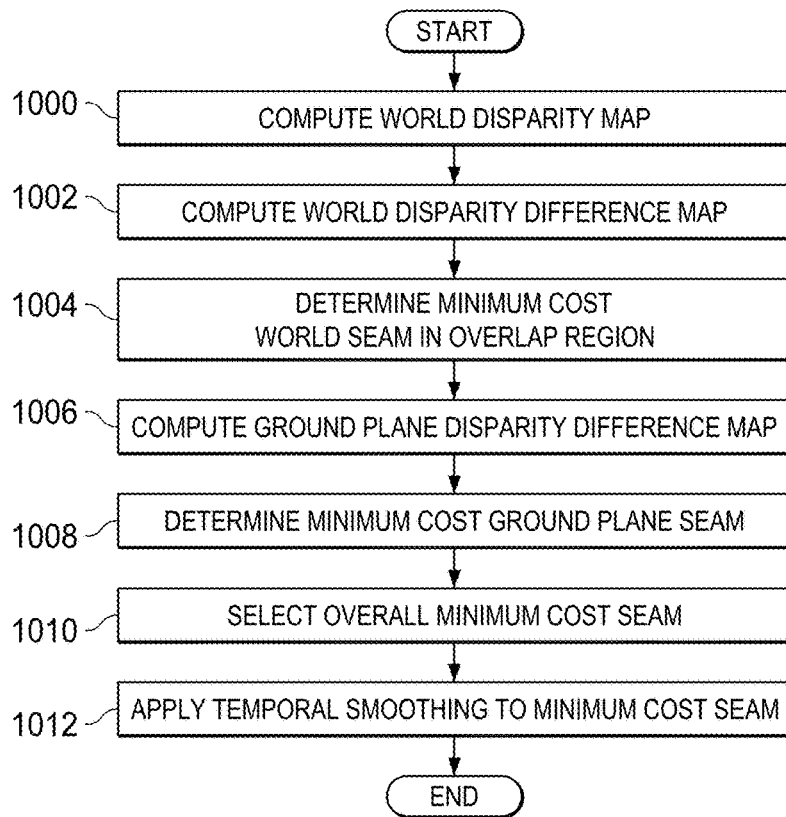 START
1000
COMPUTE WORLD DISPARITY MAP
1002
COMPUTE WORLD DISPARITY DIFFERENCE MAP
1004
DETERMINE MINIMUM COST
WORLD SEAM IN OVERLAP REGION
1006
COMPUTE GROUND PLANE DISPARITY DIFFERENCE MAP
1008
DETERMINE MINIMUM COST GROUND PLANE SEAM
1010
SELECT OVERALL MINIMUM COST SEAM
1012
APPLY TEMPORAL SMOOTHING TO MINIMUM COST SEAM
END